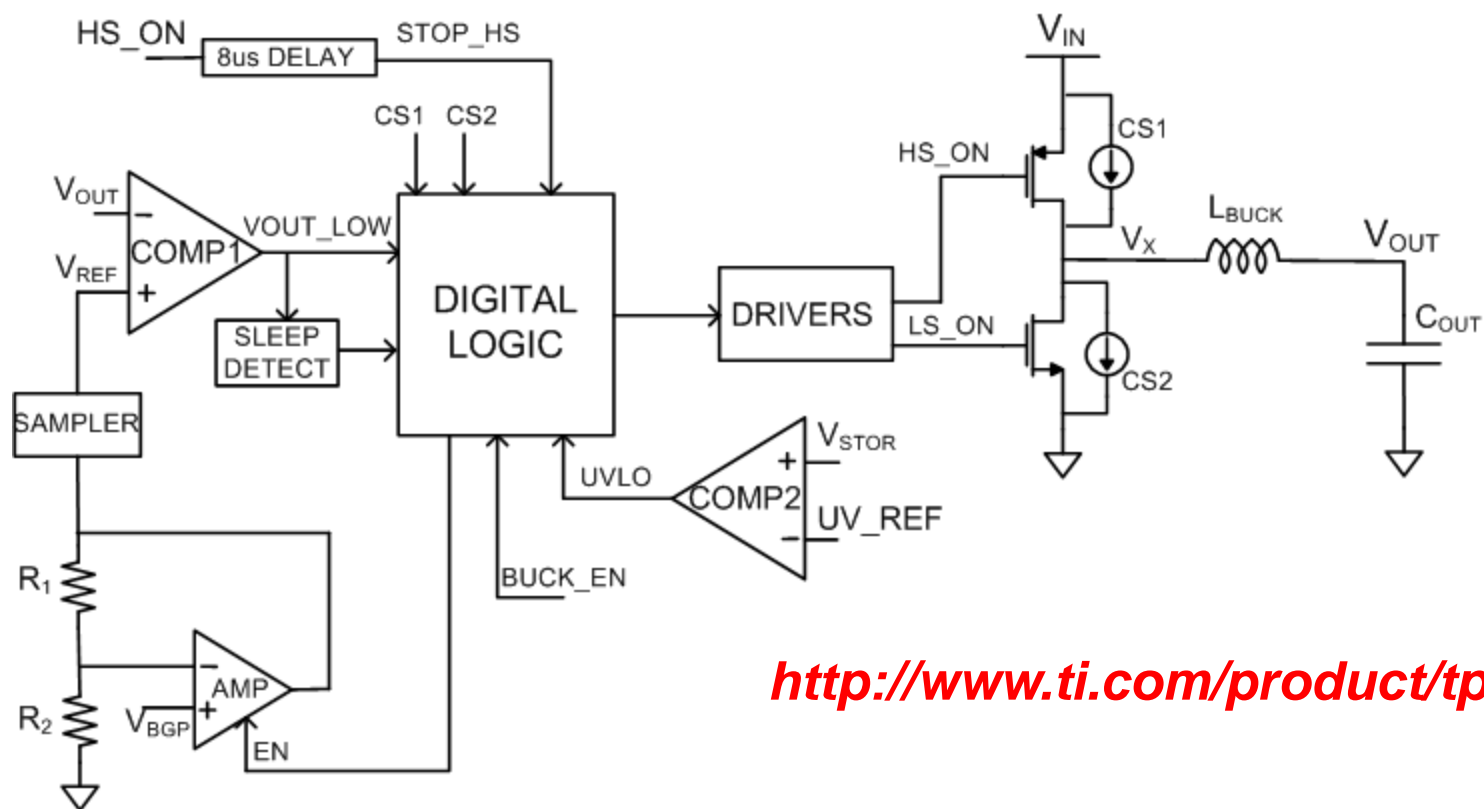 HS_ON
8us DELAY
STOP_HS
VIN
CS1 CS2
CS1
HS_ON
VOUT
COMP1
VOUT_LOW
VREF
DIGITAL
LOGIC
SLEEP
DETECT
DRIVERS
LS_ON
VX
LBUCK
VOUT
COUT
CS2
SAMPLER
UVLO
COMP2
VSTOR
UV_REF
BUCK_EN
R1
R2
AMP
VBGP
EN
http://www.ti.com/product/tp